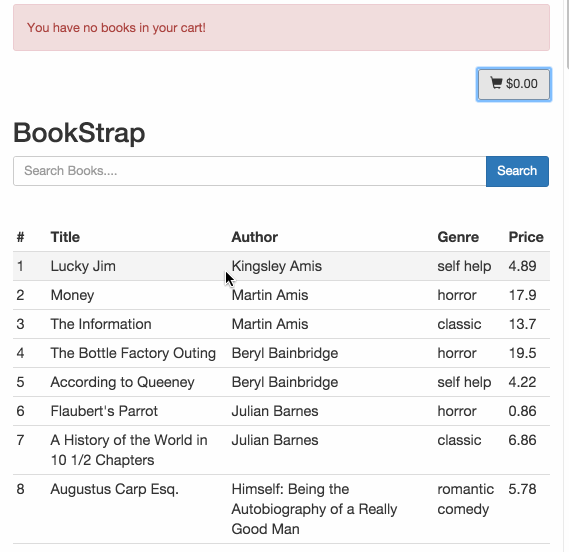 You have no books in your cart!
$0.00
BookStrap
Search Books....
Search
# Title Author Genre Price
1 Lucky Jim Kingsley Amis self help 4.89
2 Money Martin Amis horror 17.9
3 The Information Martin Amis classic 13.7
4 The Bottle Factory Outing Beryl Bainbridge horror 19.5
5 According to Queeney Beryl Bainbridge self help 4.22
6 Flaubert's Parrot Julian Barnes horror 0.86
7 A History of the World in Julian Barnes classic 6.86
10 1/2 Chapters
8 Augustus Carp Esq. Himself: Being the romantic 5.78
Autobiography of a Really comedy
Good Man